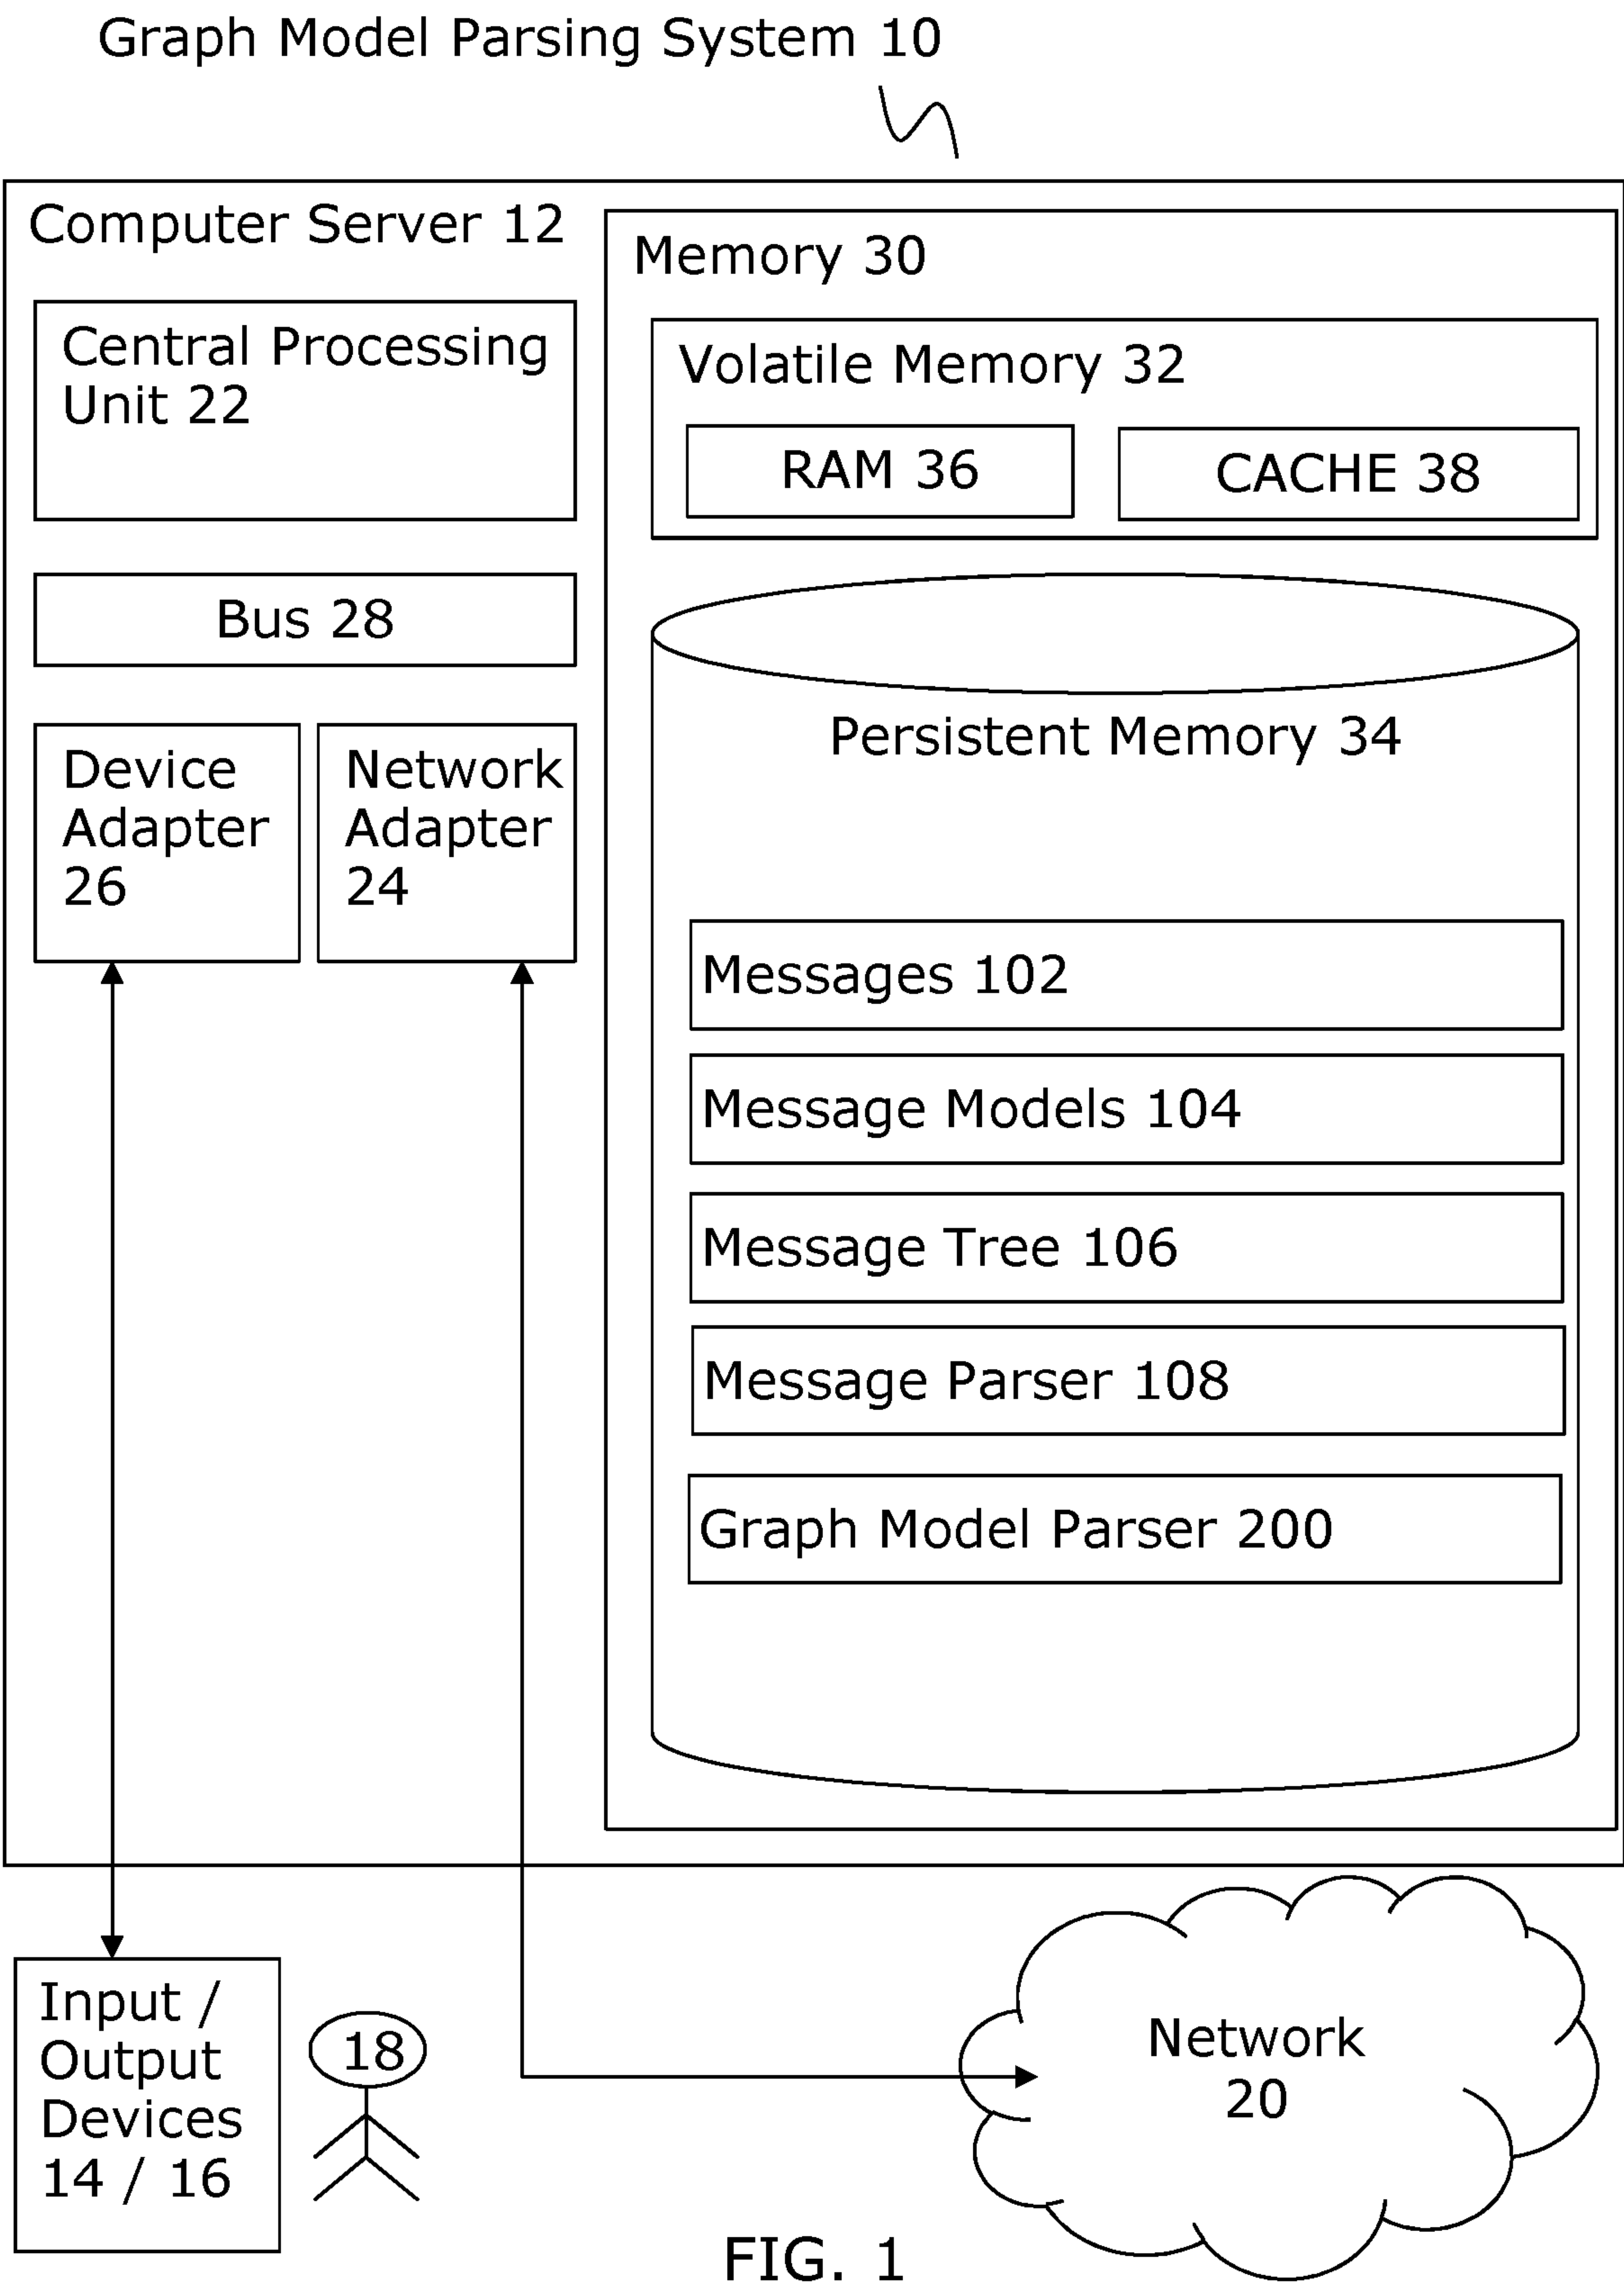 Graph Model Parsing System 10
Computer Server 12
Central Processing
Unit 22
Bus 28
Device
Adapter
26
Network
Adapter
24
Memory 30
Volatile Memory 32
RAM 36
CACHE 38
Persistent Memory 34
Messages 102
Message Models 104
Message Tree 106
Message Parser 108
Graph Model Parser 200
Input /
Output
Devices
14 / 16
18
Network
20
FIG. 1